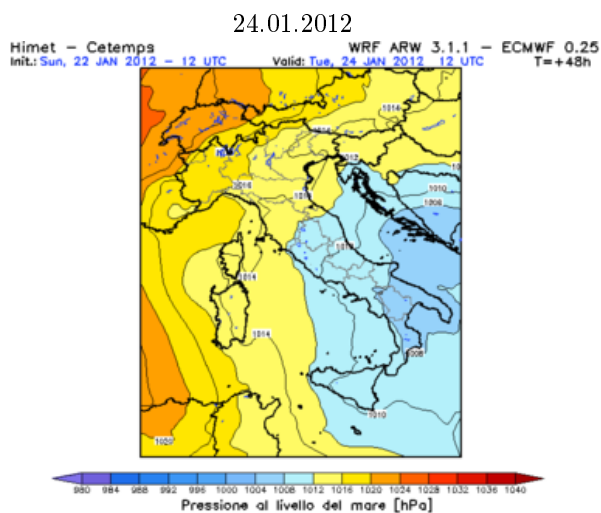 24.01.2012
Himet – Cetemps WRF ARW 3.1.1 – ECMWF 0.25
Init.: Sun, 22 JAN 2012 – 12 UTC Valid: Tue, 24 JAN 2012 12 UTC T=+48h
1014
1010
1014
1014
1008
1010
1020
980 984 988 992 996 1000 1004 1008 1012 1016 1020 1024 1028 1032 1036 1040
Pressione al livello del mare [hPa]